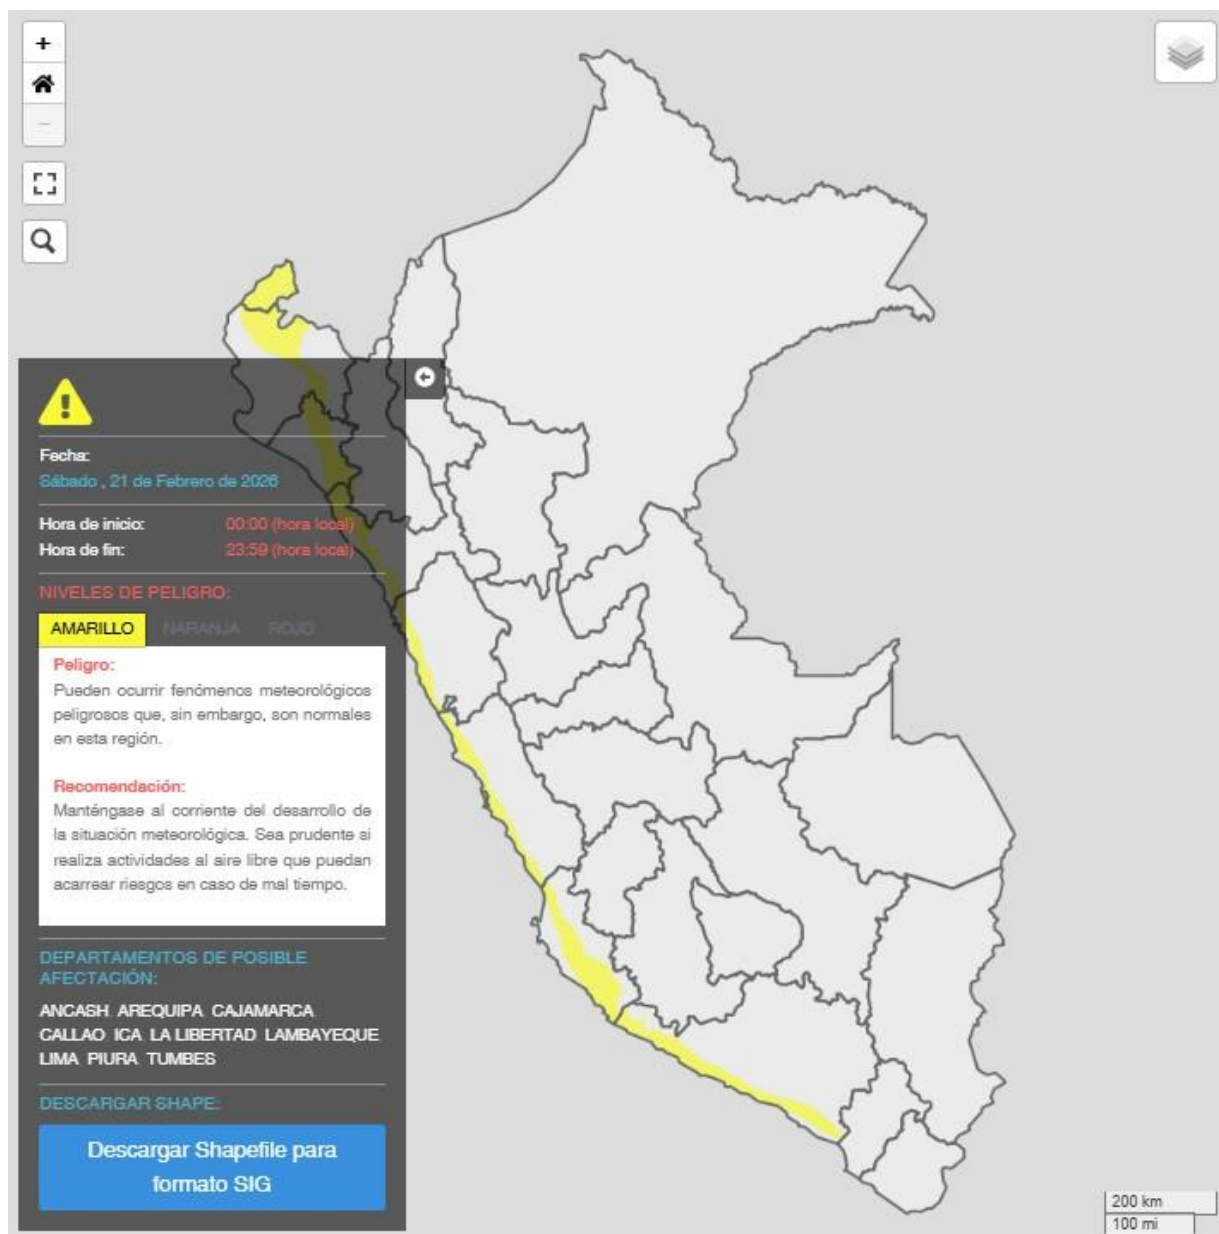 +
−
Fecha:
Sábado , 21 de Febrero de 2026
Hora de inicio: 00:00 (hora local)
Hora de fin: 23:59 (hora local)
NIVELES DE PELIGRO:
AMARILLO NARANJA ROJO
Peligro:
Pueden ocurrir fenómenos meteorológicos
peligrosos que, sin embargo, son normales
en esta región.
Recomendación:
Manténgase al corriente del desarrollo de
la situación meteorológica. Sea prudente si
realiza actividades al aire libre que puedan
acarrear riesgos en caso de mal tiempo.
DEPARTAMENTOS DE POSIBLE
AFECTACIÓN:
ANCASH AREQUIPA CAJAMARCA
CALLAO ICA LA LIBERTAD LAMBAYEQUE
LIMA PIURA TUMBES
DESCARGAR SHAPE:
Descargar Shapefile para
formato SIG
200 km
100 mi